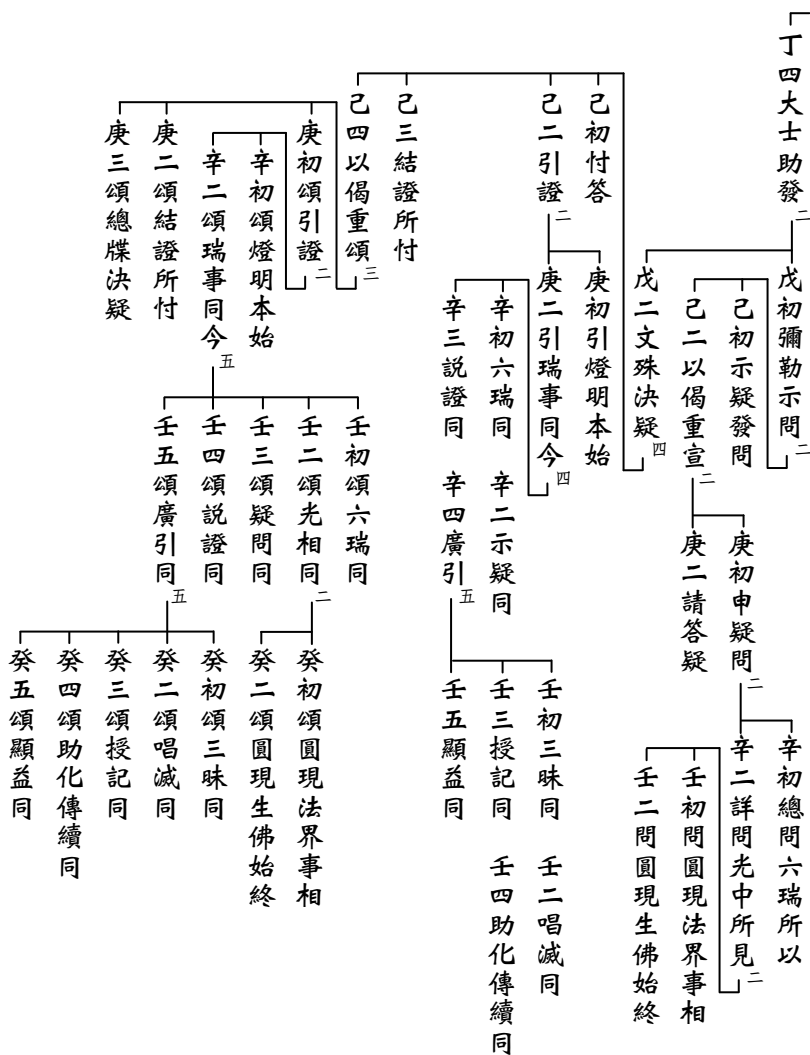 丁四大士助發二
戊初彌勒示問二
己初示疑發問
己二以偈重宣二
庚初申疑問二
辛初總問六瑞所以
辛二詳問光中所見二
壬初問圓現法界事相
壬二問圓現生佛始終
庚二請答疑
戊二文殊決疑四
己初付答
己二引證二
庚初引燈明本始
庚二引瑞事同今四
辛初六瑞同
辛二示疑同
辛三說證同
辛四廣引同五
壬初三昧同
壬二唱滅同
壬三授記同
壬四助化傳續同
壬五顯益同
己三結證所付
己四以偈重頌三
庚初頌引證二
辛初頌燈明本始
辛二頌瑞事同今五
壬初頌六瑞同
壬二頌光相同二
癸初頌圓現法界事相
癸二頌圓現生佛始終
壬三頌疑問同
壬四頌說證同
壬五頌廣引同五
癸初頌三昧同
癸二頌唱滅同
癸三頌授記同
癸四頌助化傳續同
癸五頌顯益同
庚二頌結證所付
庚三頌總牒決疑